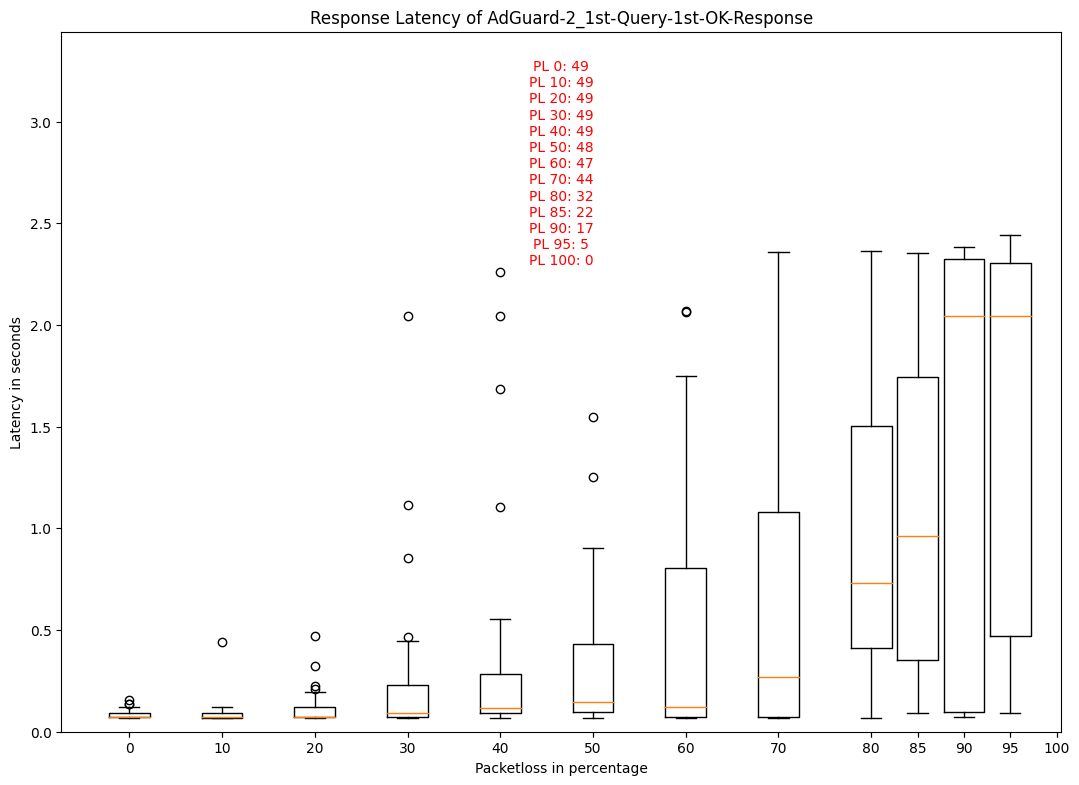 Response Latency of AdGuard-2_1st-Query-1st-OK-Response
PL 0: 49
PL 10: 49
PL 20: 49
PL 30: 49
PL 40: 49
PL 50: 48
PL 60: 47
PL 70: 44
PL 80: 32
PL 85: 22
PL 90: 17
PL 95: 5
PL 100: 0
Latency in seconds
3.0
2.5
2.0
1.5
1.0
0.5
0.0
0 10 20 30 40 50 60 70 80 85 90 95 100
Packetloss in percentage